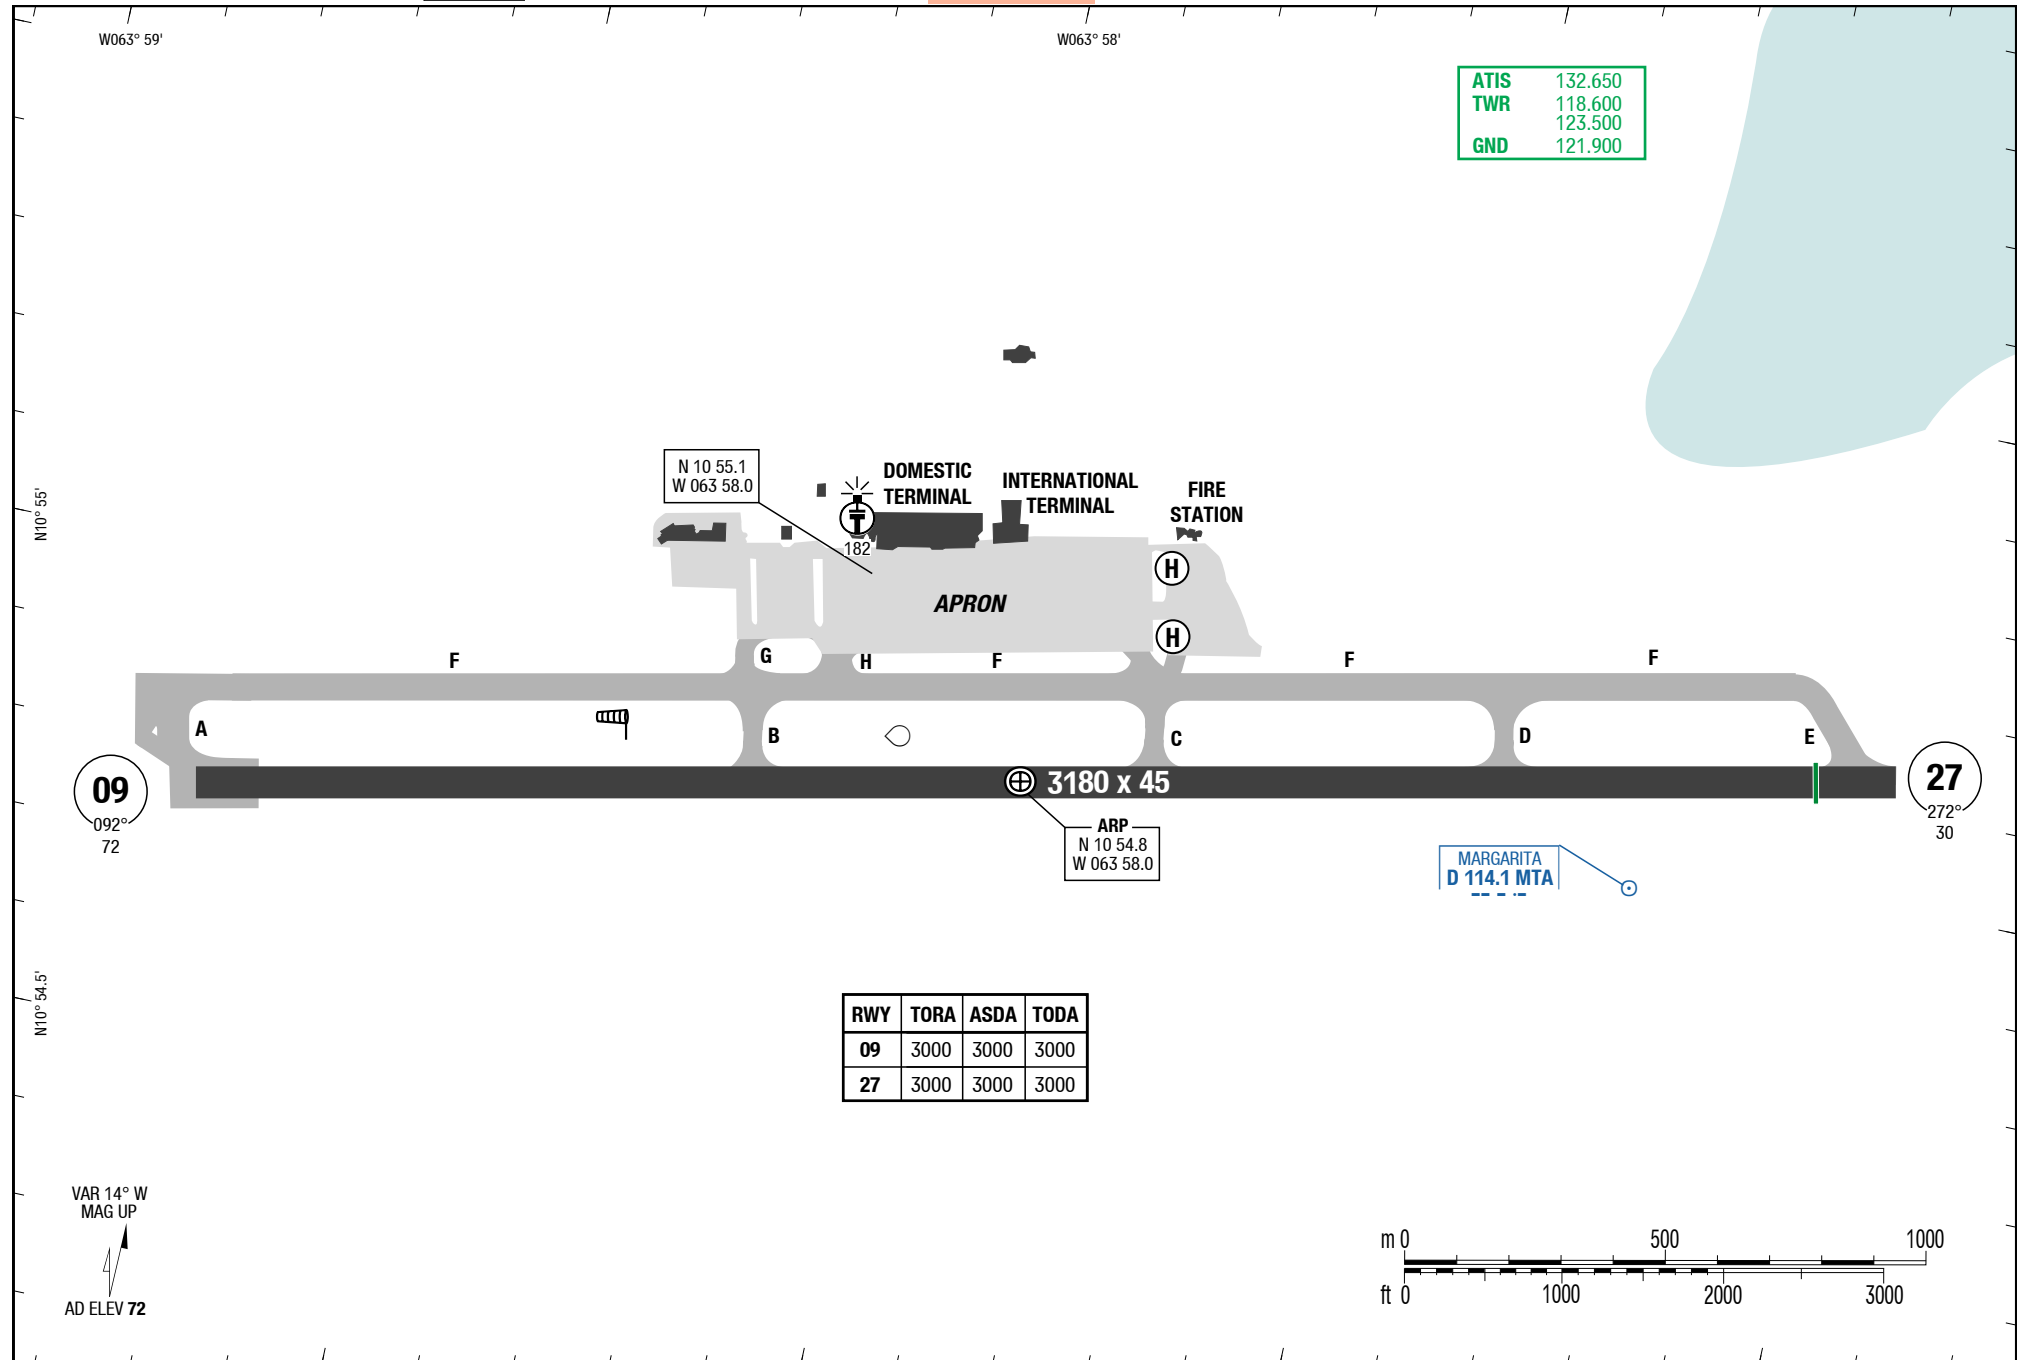 W063° 59'
W063° 58'
ATIS 132.650
TWR 118.600
123.500
GND 121.900
N 10 55.1
W 063 58.0
DOMESTIC
TERMINAL
INTERNATIONAL
TERMINAL
FIRE
STATION
N10° 55'
182
H
APRON
H
F
G
H
F
F
F
A
B
C
D
E
09
092°
72
3180 x 45
27
272°
30
ARP
N 10 54.8
W 063 58.0
MARGARITA
D 114.1 MTA
N10° 54.5'
RWY TORA ASDA TODA
09 3000 3000 3000
27 3000 3000 3000
VAR 14° W
MAG UP
AD ELEV 72
m 0 500 1000
ft 0 1000 2000 3000